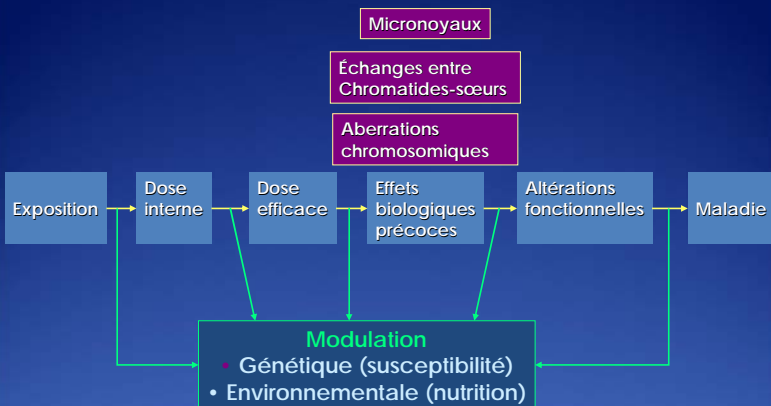 Micronoyaux
Échanges entre
Chromatides-sœurs
Aberrations
chromosomiques
Exposition
Dose
interne
Dose
efficace
Effets
biologiques
précoces
Altérations
fonctionnelles
Maladie
Modulation
• Génétique (susceptibilité)
• Environnementale (nutrition)